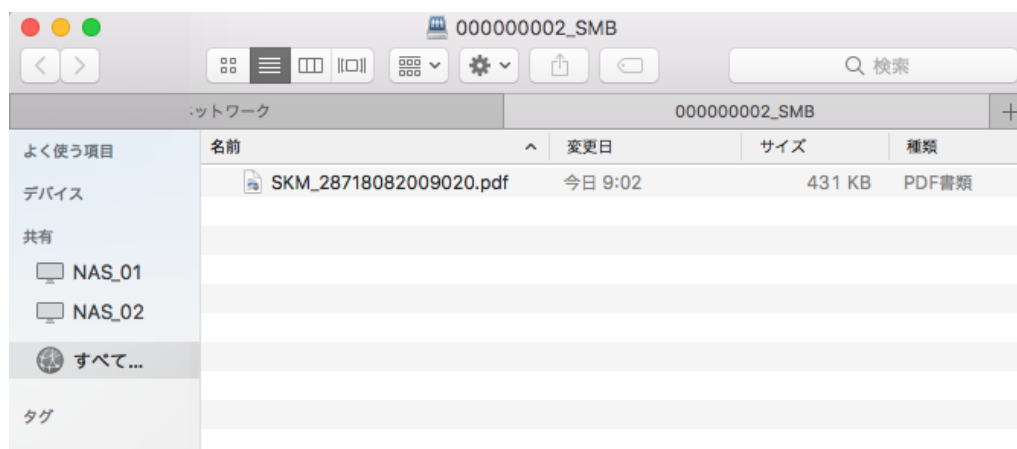 000000002_SMB
検索
ットワーク
000000002_SMB
よく使う項目
名前
変更日
サイズ
種類
SKM_28718082009020.pdf
今日 9:02
431 KB
PDF書類
デバイス
共有
NAS_01
NAS_02
すべて...
タグ